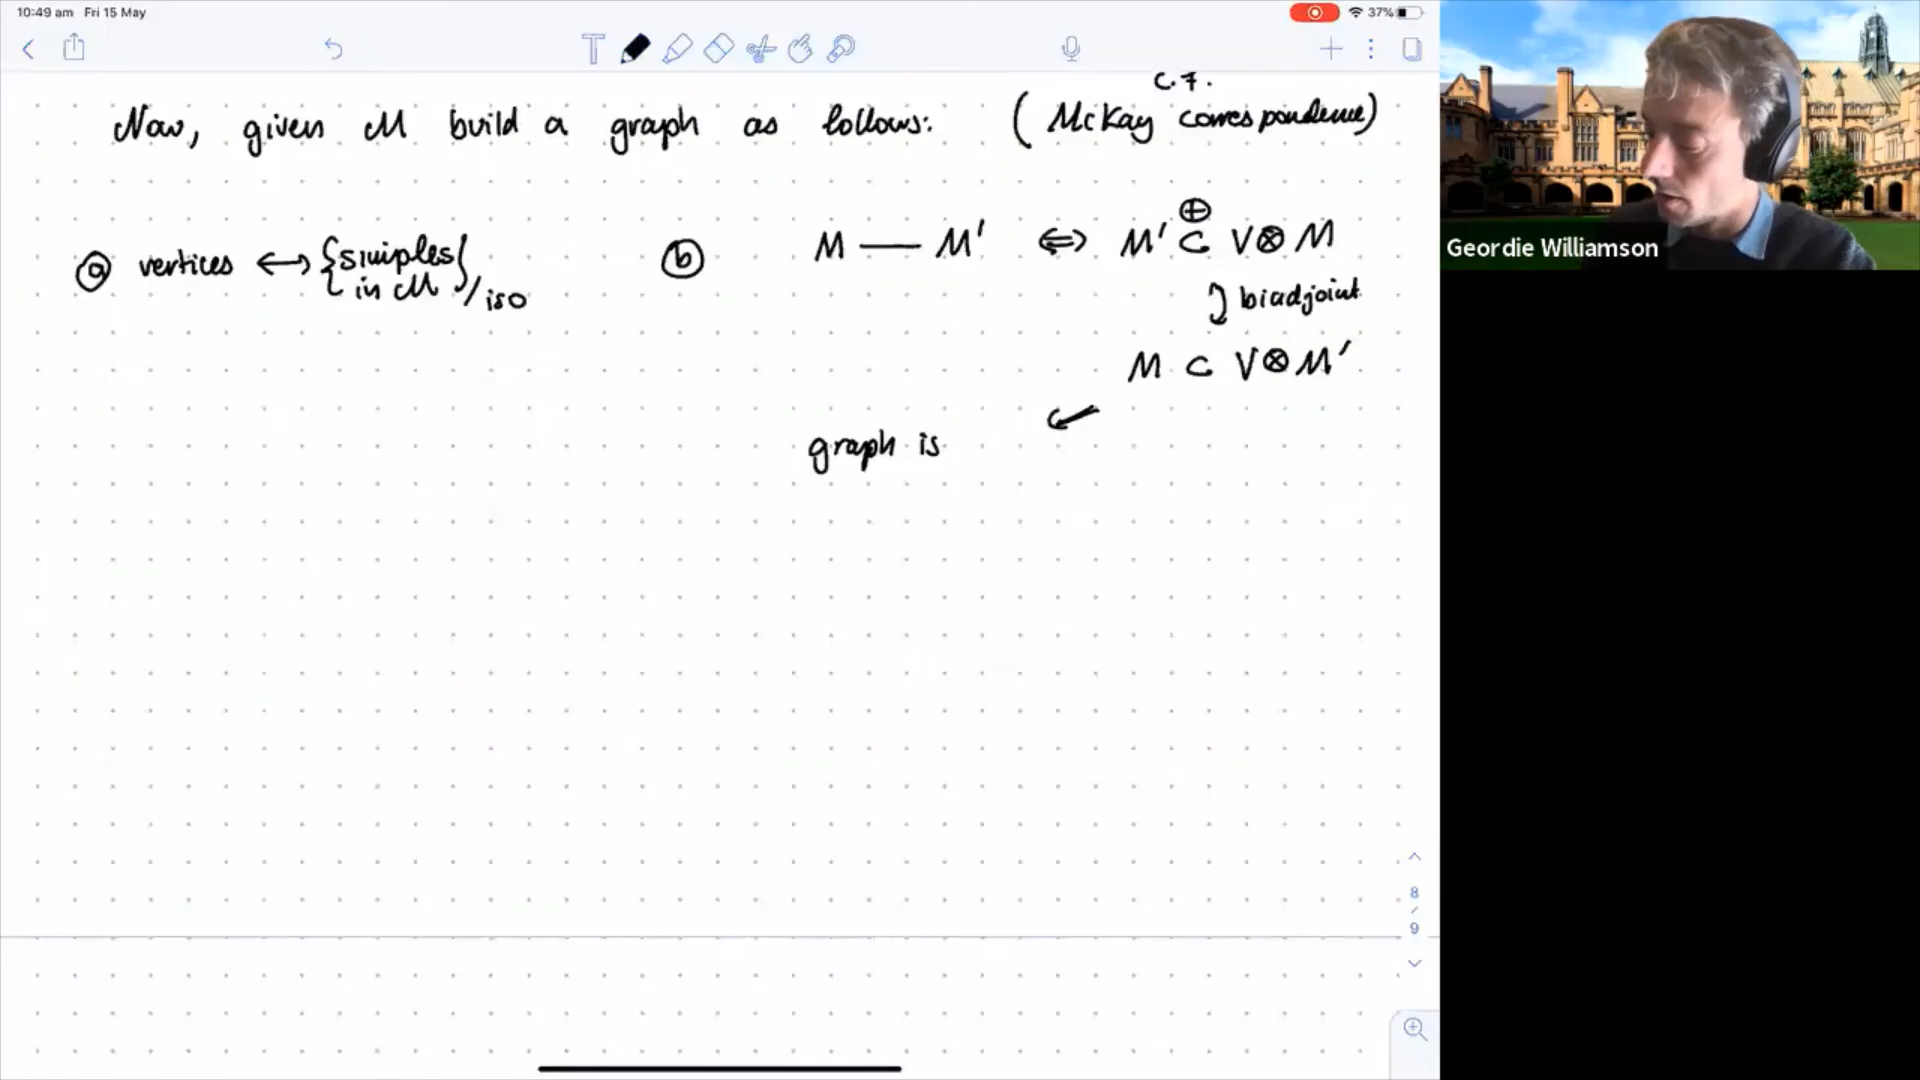 10:49 am Fri 15 May
37%
c.f.
Now, given M build a graph as follows: (McKay correspondence)
ⓐ vertices ↔ {simples in M}/iso
ⓑ M — M' ⇔ M' ⊕⊂ V⊗M
biadjoint
M ⊂ V⊗M'
graph is
Geordie Williamson
8
/
9